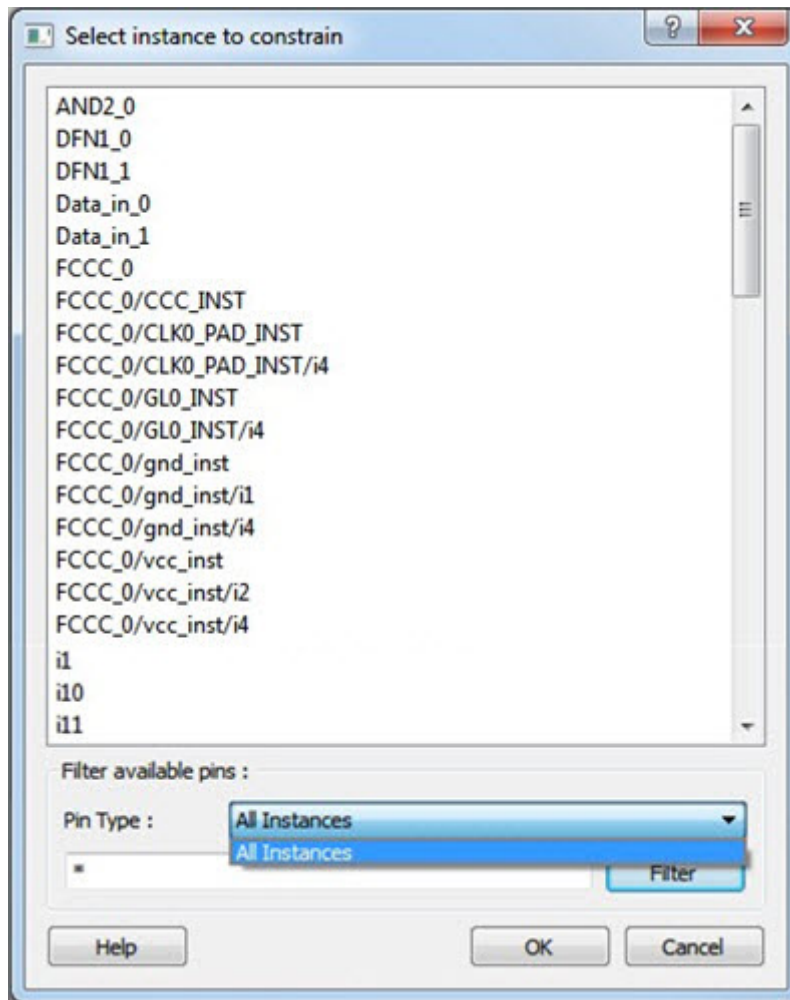 Select instance to constrain
AND2_0
DFN1_0
DFN1_1
Data_in_0
Data_in_1
FCCC_0
FCCC_0/CCC_INST
FCCC_0/CLK0_PAD_INST
FCCC_0/CLK0_PAD_INST/i4
FCCC_0/GL0_INST
FCCC_0/GL0_INST/i4
FCCC_0/gnd_inst
FCCC_0/gnd_inst/i1
FCCC_0/gnd_inst/i4
FCCC_0/vcc_inst
FCCC_0/vcc_inst/i2
FCCC_0/vcc_inst/i4
i1
i10
i11
Filter available pins :
Pin Type : All Instances
All Instances
* Filter
Help OK Cancel